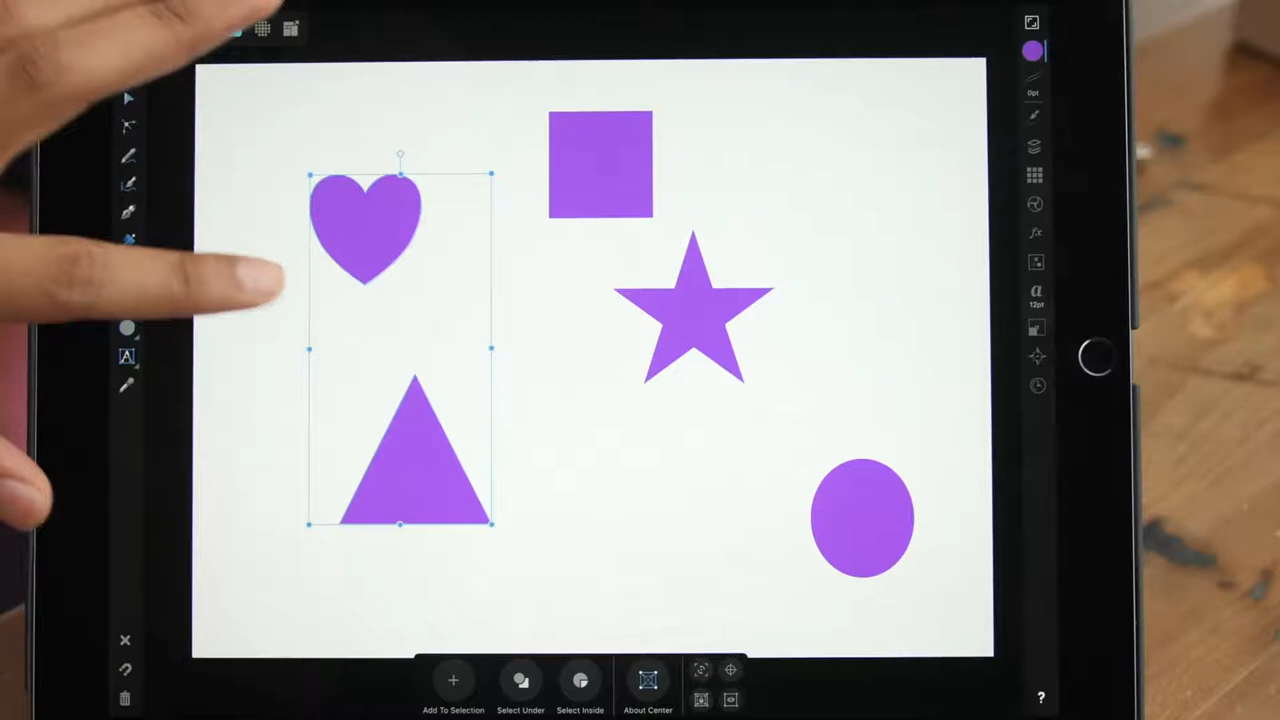 0pt
a
12pt
A
?
Add To Selection
Select Under
Select Inside
About Center